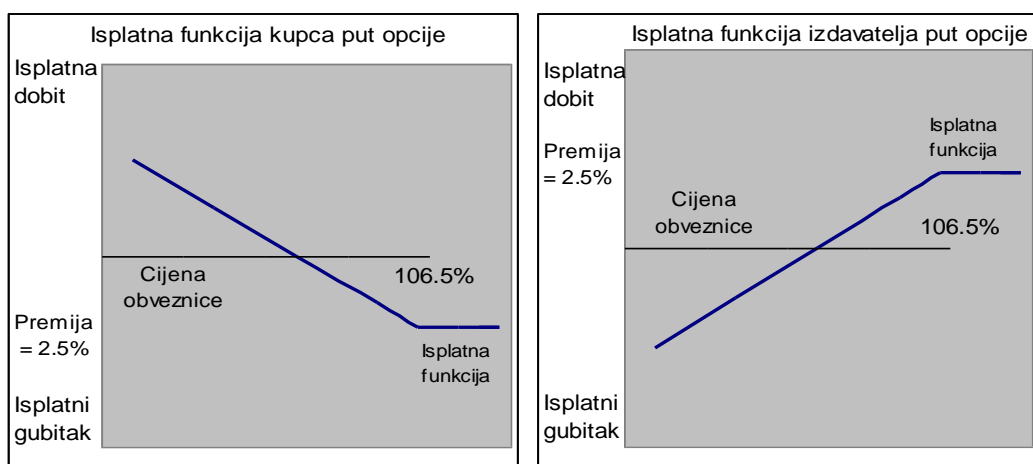 Isplatna funkcija kupca put opcije
Isplatna
dobit
Cijena
obveznice
106.5%
Premija
= 2.5%
Isplatna
funkcija
Isplatni
gubitak
Isplatna funkcija izdavatelja put opcije
Isplatna
dobit
Isplatna
funkcija
Premija
= 2.5%
Cijena
obveznice
106.5%
Isplatni
gubitak